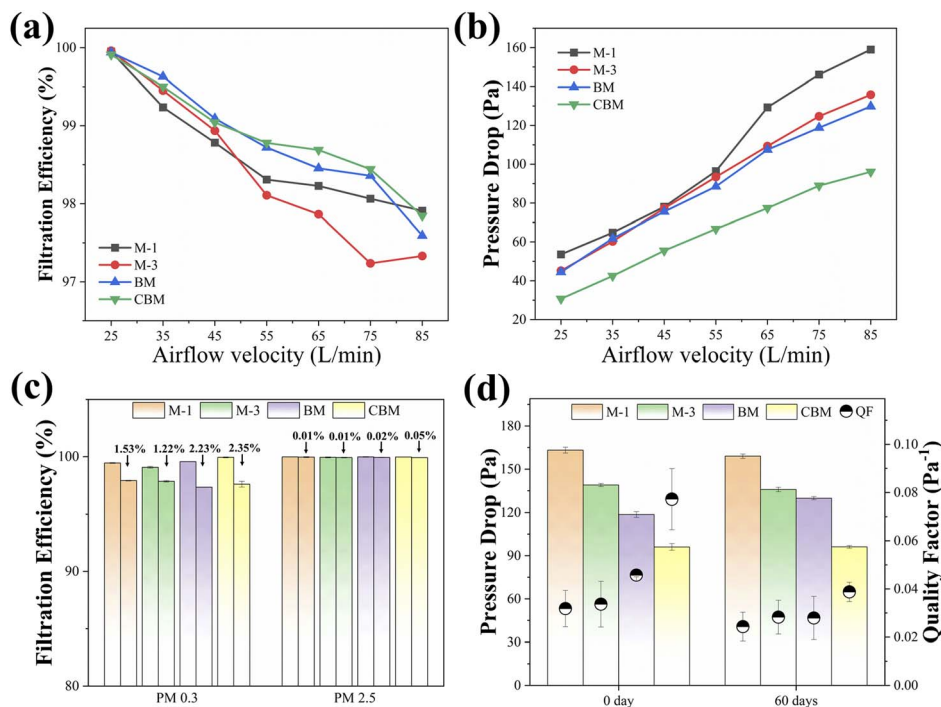 (a)
Filtration Efficiency (%)
100
99
98
97
M-1
M-3
BM
CBM
25 35 45 55 65 75 85
Airflow velocity (L/min)
(b)
Pressure Drop (Pa)
160
140
120
100
80
60
40
20
M-1
M-3
BM
CBM
25 35 45 55 65 75 85
Airflow velocity (L/min)
(c)
Filtration Efficiency (%)
M-1 M-3 BM CBM
100
90
80
1.53% 1.22% 2.23% 2.35% 0.01% 0.01% 0.02% 0.05%
PM 0.3 PM 2.5
(d)
Pressure Drop (Pa)
M-1 M-3 BM CBM QF
180
150
120
90
60
30
0
0 day 60 days
0.10
0.08
0.06
0.04
0.02
0.00
Quality Factor (Pa⁻¹)